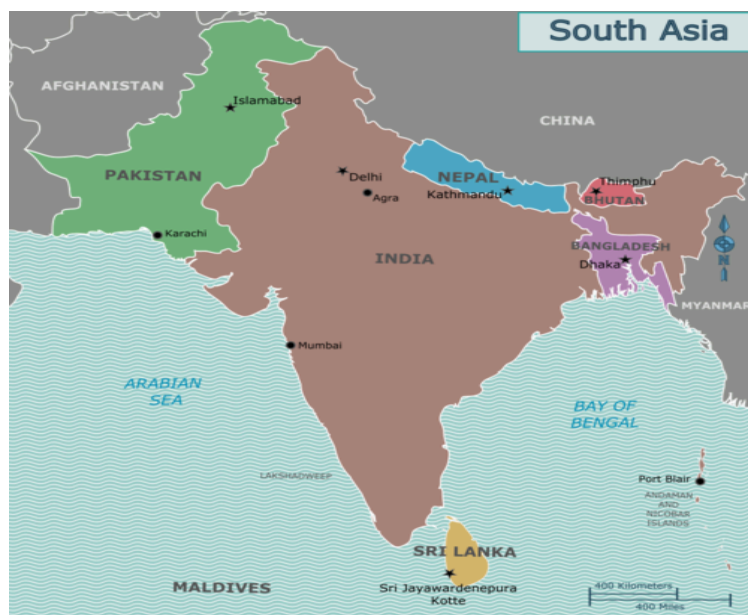 South Asia
AFGHANISTAN
Islamabad
CHINA
PAKISTAN
Delhi
NEPAL
Thimphu
Agra
Kathmandu
BHUTAN
Karachi
INDIA
BANGLADESH
Dhaka
N
MYANMAR
Mumbai
ARABIAN
SEA
BAY OF
BENGAL
LAKSHADWEEP
Port Blair
ANDAMAN
AND
NICOBAR
ISLANDS
SRI LANKA
MALDIVES
Sri Jayawardenepura
Kotte
400 Kilometers
400 Miles